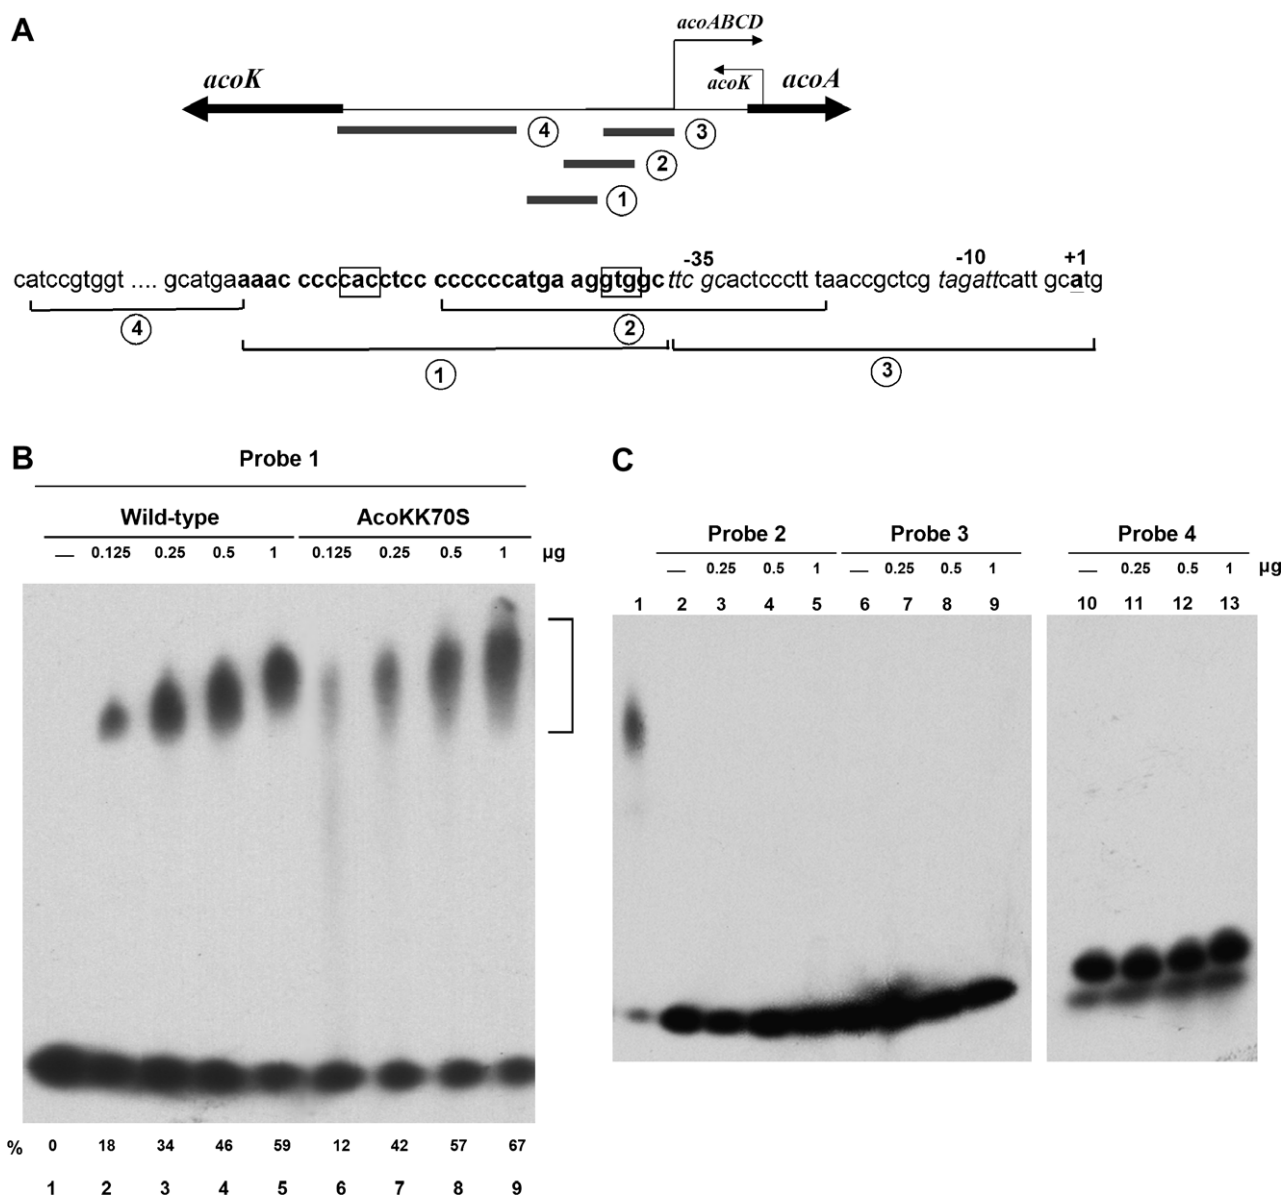 A
acoABCD
acoK acoK acoA
4 3
2
1
-35 -10 +1
catccgtggt .... gcatgaaaac ccccacctcc ccccccatga aggtggcttc gcactccctt taaccgctcg tagattcatt gcatg
4 2
1 3
B
Probe 1
Wild-type AcoKK70S
— 0.125 0.25 0.5 1 0.125 0.25 0.5 1 µg
% 0 18 34 46 59 12 42 57 67
1 2 3 4 5 6 7 8 9
C
Probe 2 Probe 3 Probe 4
— 0.25 0.5 1 — 0.25 0.5 1 — 0.25 0.5 1 µg
1 2 3 4 5 6 7 8 9 10 11 12 13